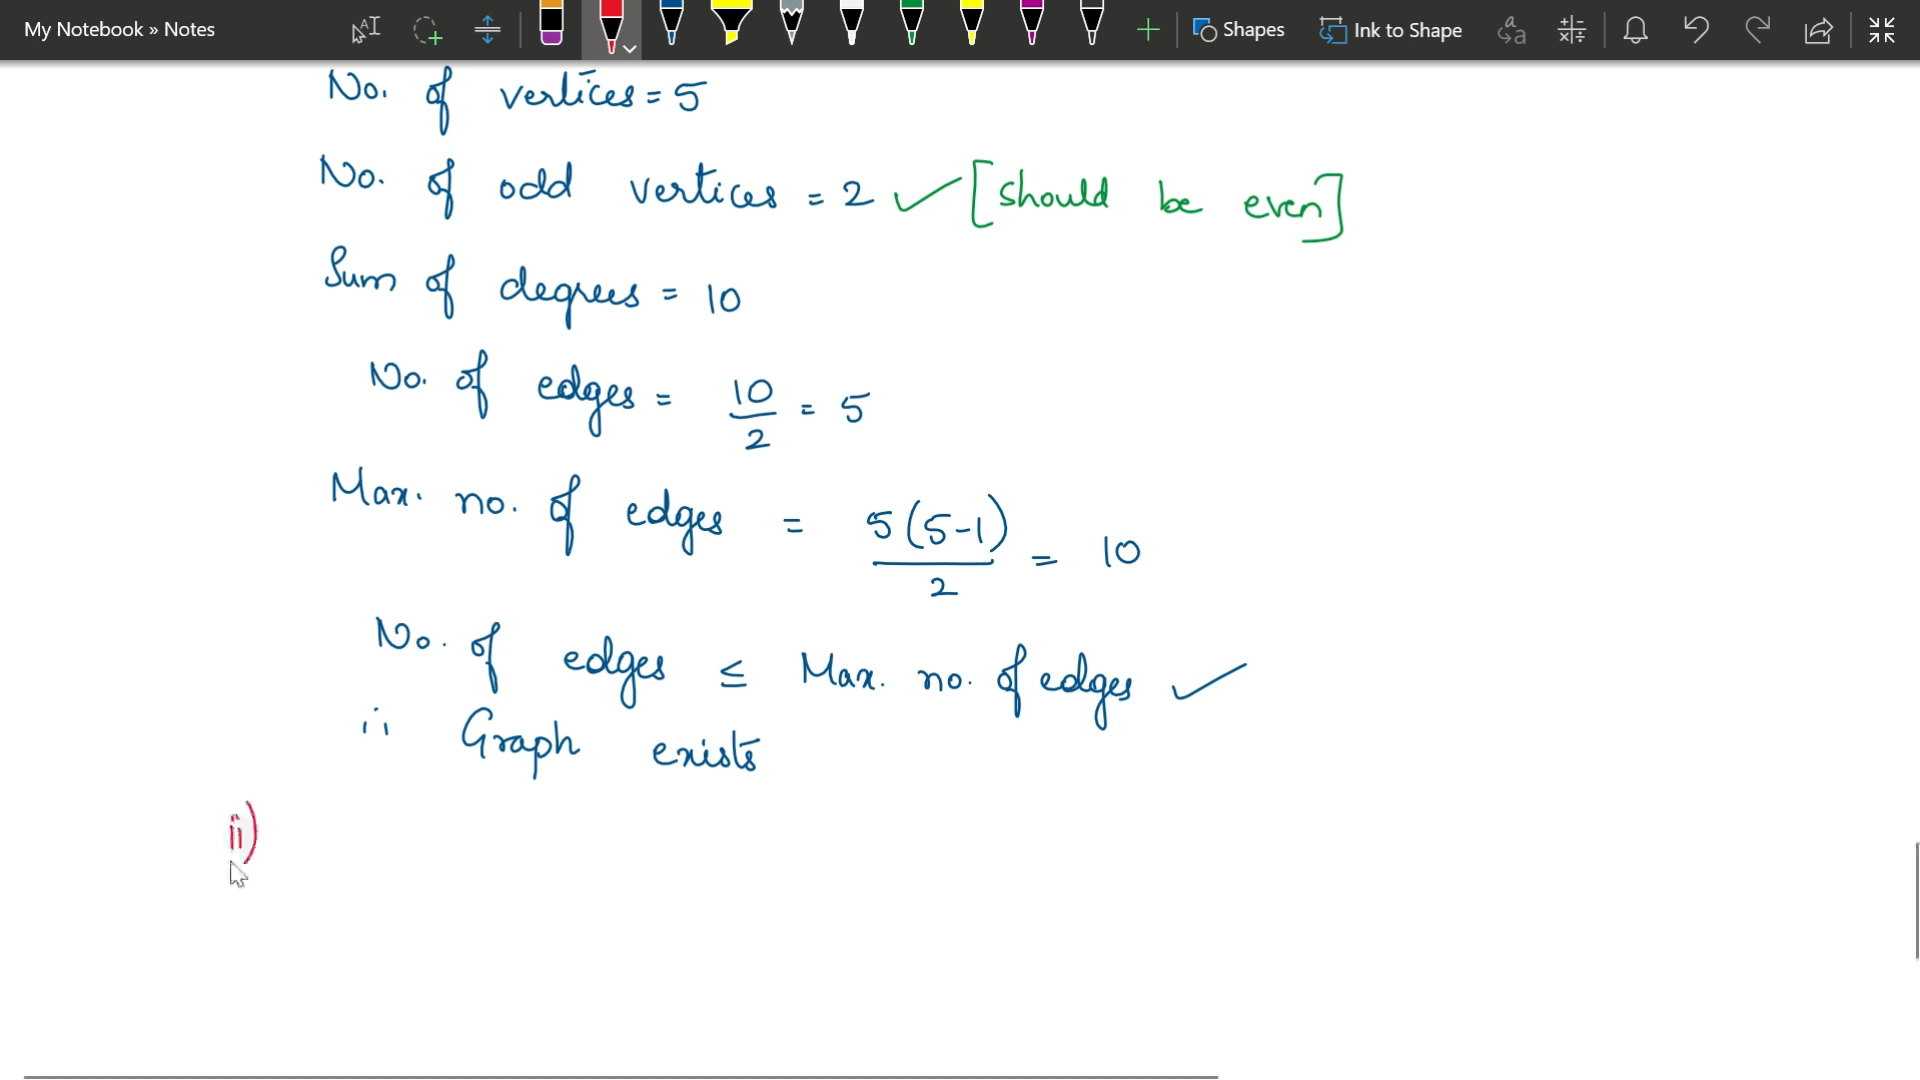 My Notebook » Notes
Shapes
Ink to Shape
No. of vertices = 5
No. of odd vertices = 2 ✓ [should be even]
Sum of degrees = 10
No. of edges = 10/2 = 5
Max. no. of edges = 5(5-1)/2 = 10
No. of edges ≤ Max. no. of edges ✓
∴ Graph exists
ii)